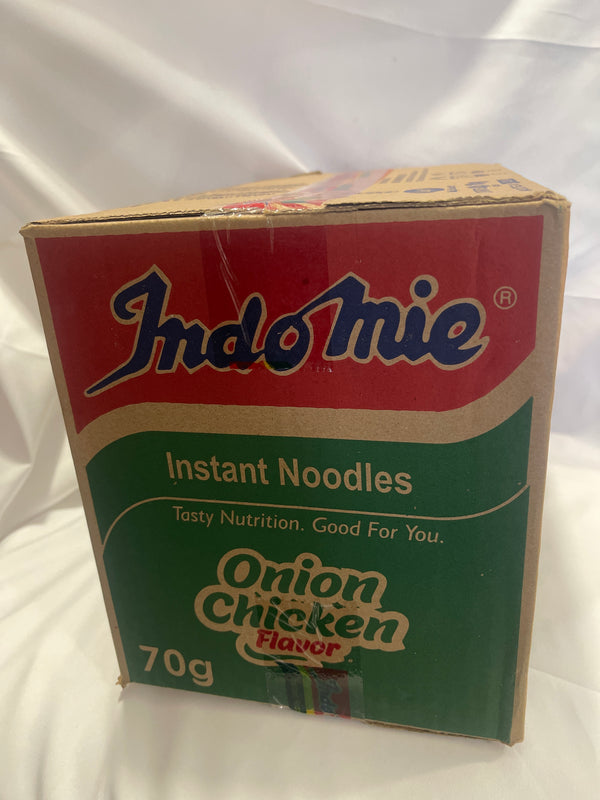 Indomie ®
Instant Noodles
Tasty Nutrition. Good For You.
Onion
Chicken
Flavor
70g